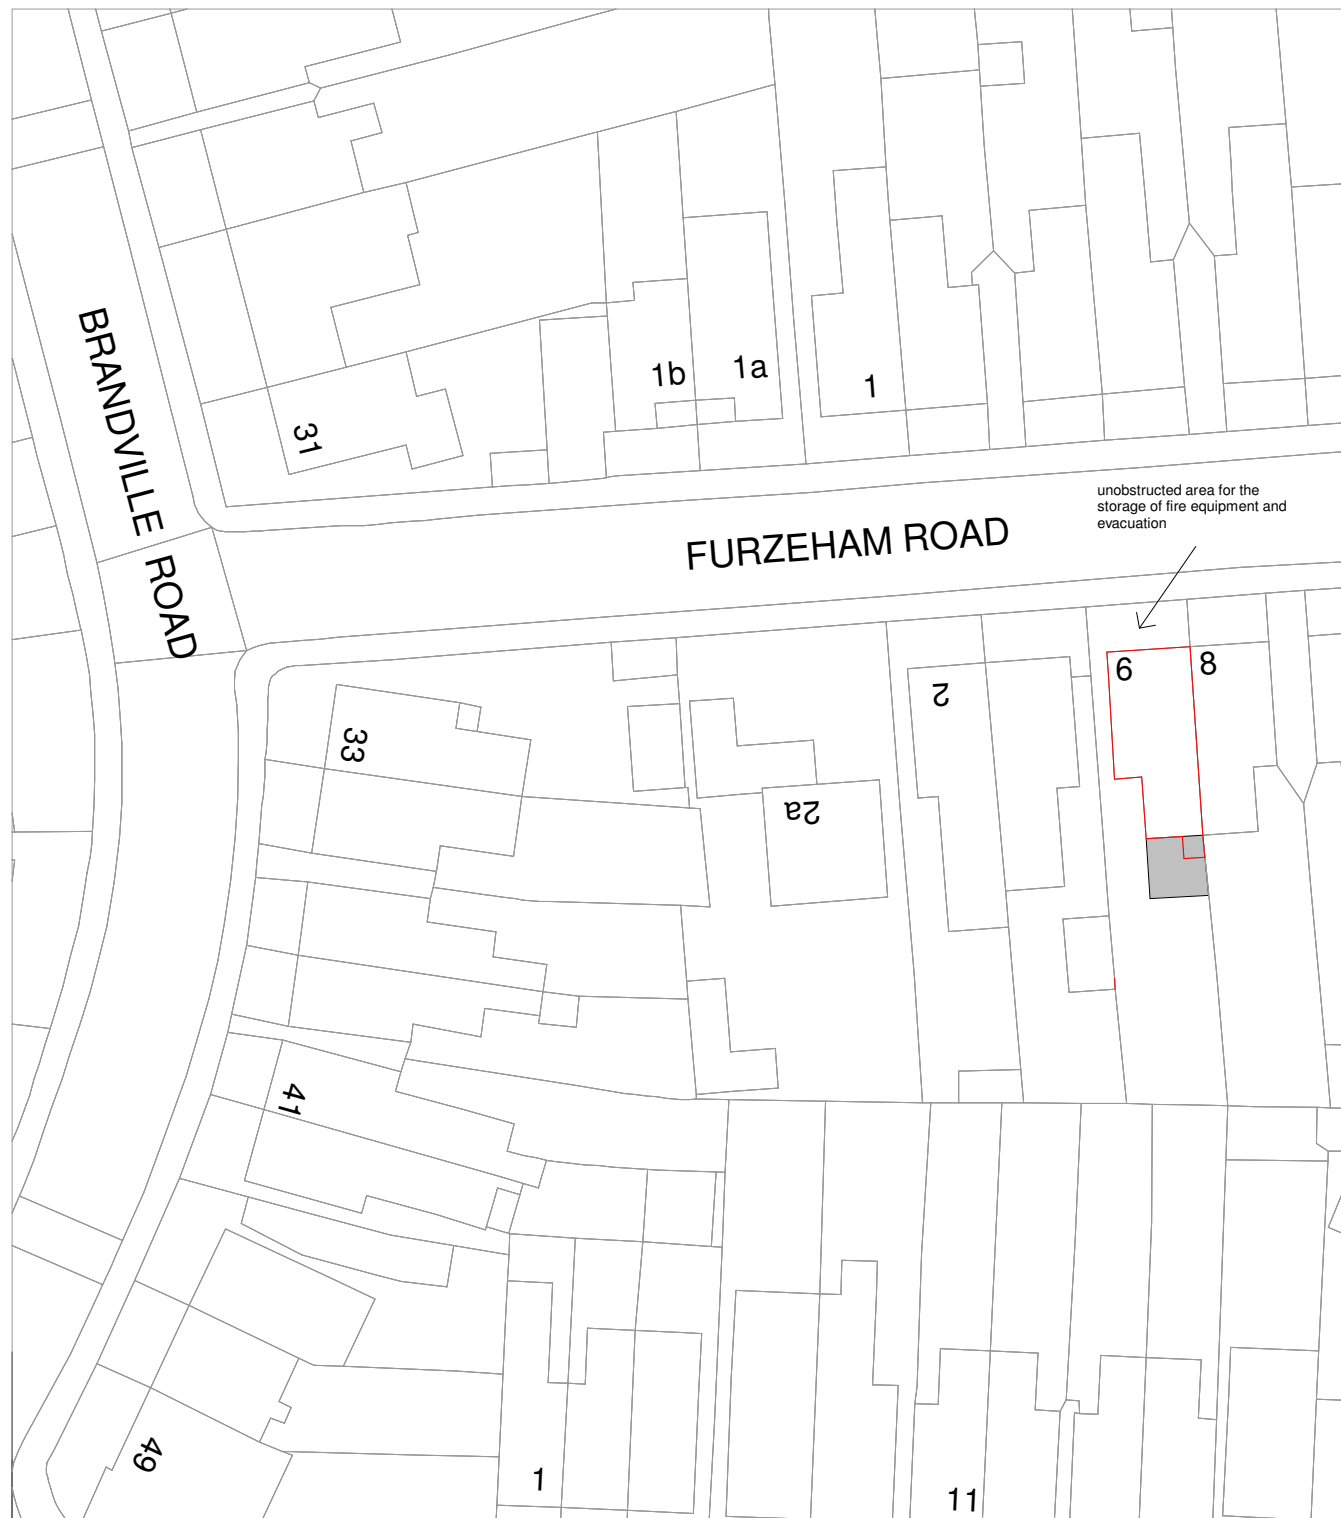 1b
1a
1
BRANDVILLE ROAD
31
unobstructed area for the
storage of fire equipment and
evacuation
FURZEHAM ROAD
6
8
2
33
2a
41
49
1
11